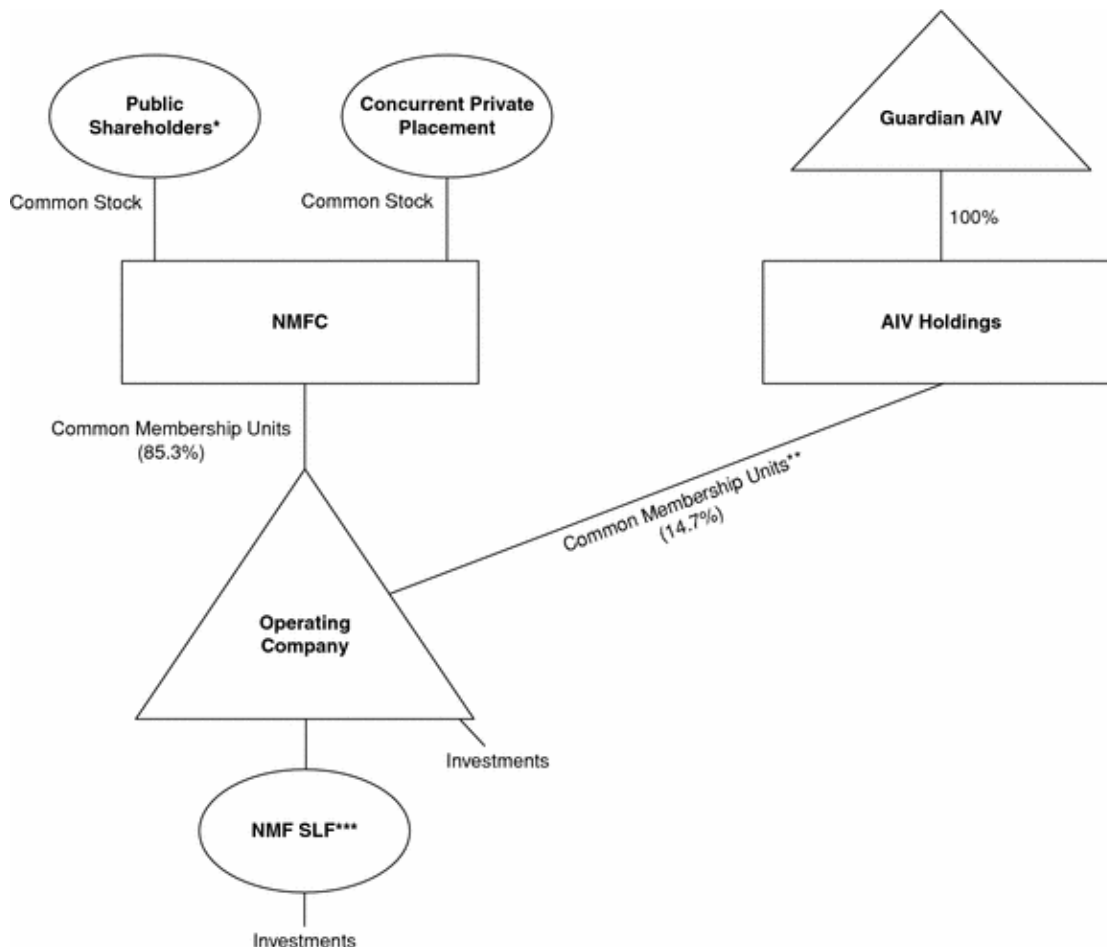 Public
Shareholders*
Concurrent Private
Placement
Guardian AIV
Common Stock
Common Stock
100%
NMFC
AIV Holdings
Common Membership Units
(85.3%)
Common Membership Units**
(14.7%)
Operating
Company
Investments
NMF SLF***
Investments